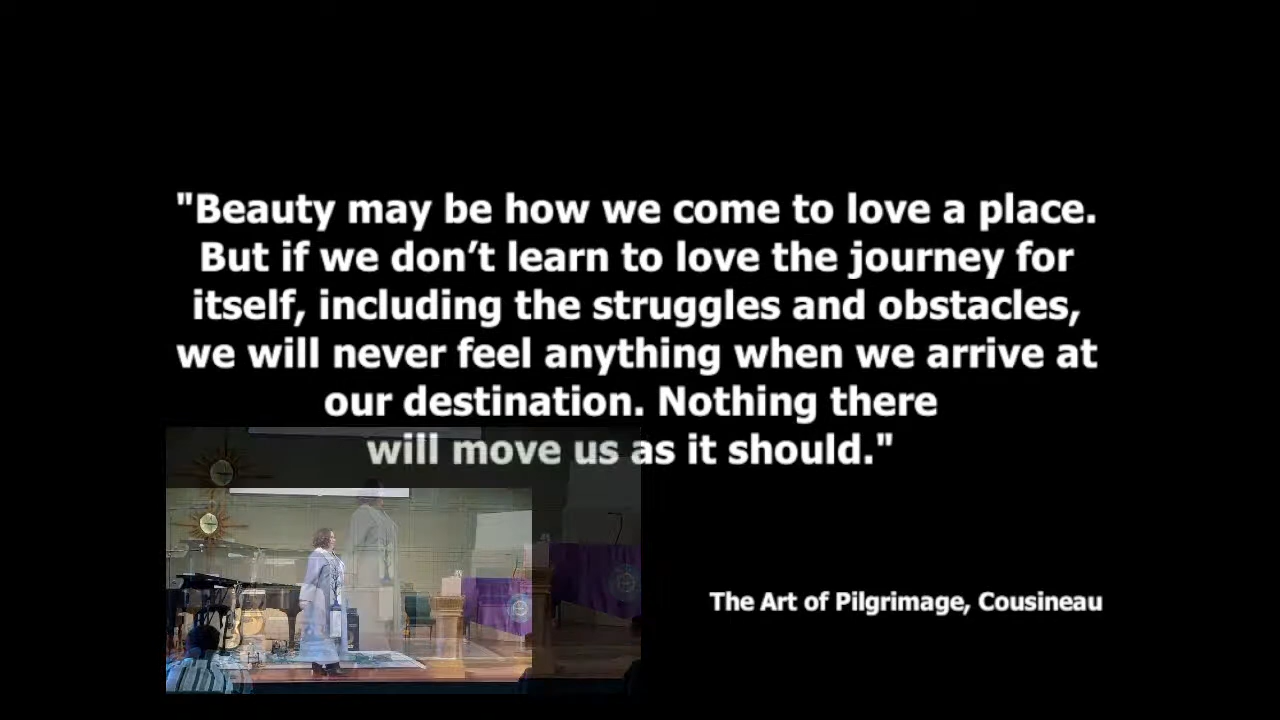 "Beauty may be how we come to love a place.
But if we don’t learn to love the journey for
itself, including the struggles and obstacles,
we will never feel anything when we arrive at
our destination. Nothing there
will move us as it should."
The Art of Pilgrimage, Cousineau